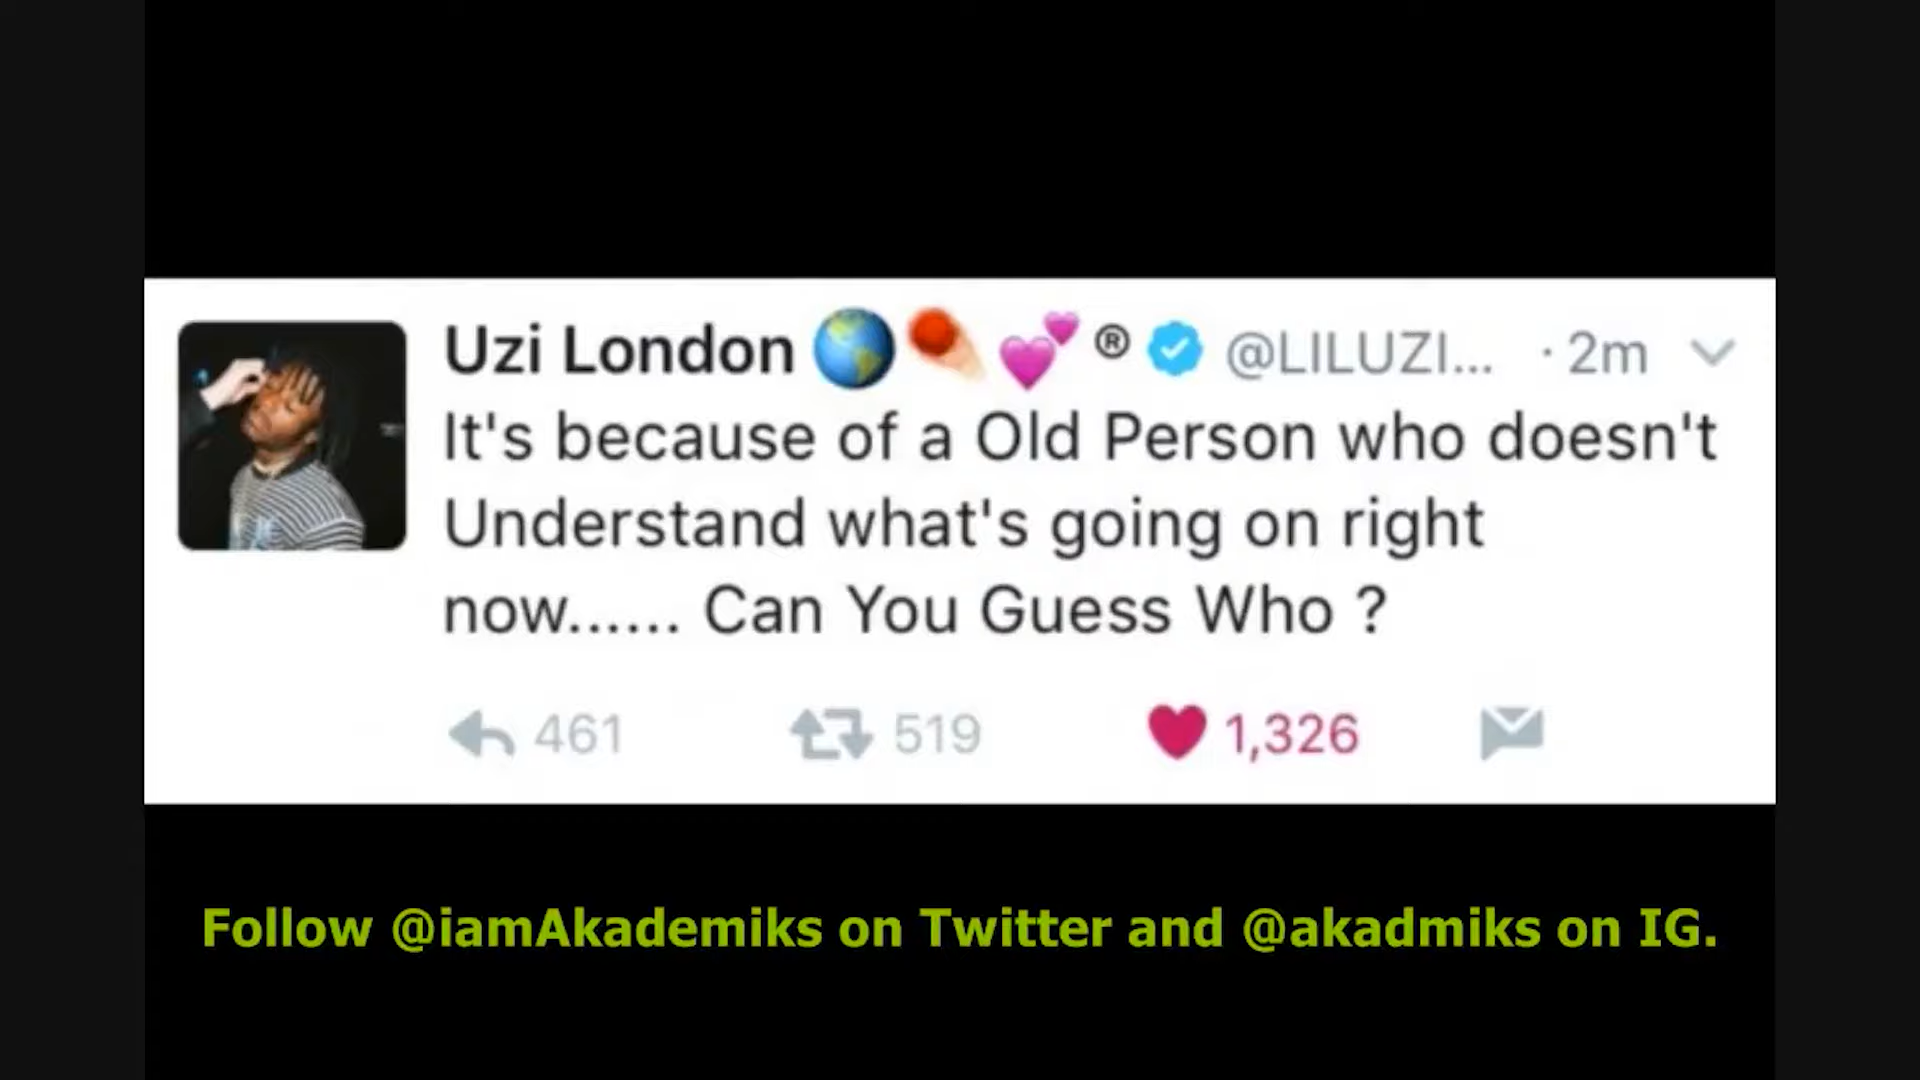 Uzi London 🌎☄️💕® @LILUZI... · 2m
It's because of a Old Person who doesn't
Understand what's going on right
now...... Can You Guess Who ?
461 519 1,326
Follow @iamAkademiks on Twitter and @akadmiks on IG.